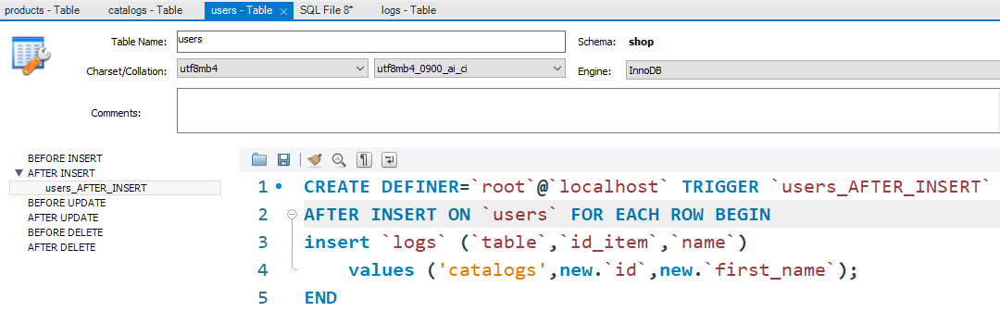 products - Table catalogs - Table users - Table × SQL File 8* logs - Table
Table Name: users Schema: shop
Charset/Collation: utf8mb4 utf8mb4_0900_ai_ci Engine: InnoDB
Comments:
BEFORE INSERT
AFTER INSERT
users_AFTER_INSERT
BEFORE UPDATE
AFTER UPDATE
BEFORE DELETE
AFTER DELETE
1 CREATE DEFINER=`root`@`localhost` TRIGGER `users_AFTER_INSERT`
2 AFTER INSERT ON `users` FOR EACH ROW BEGIN
3 insert `logs` (`table`,`id_item`,`name`)
4 values ('catalogs',new.`id`,new.`first_name`);
5 END